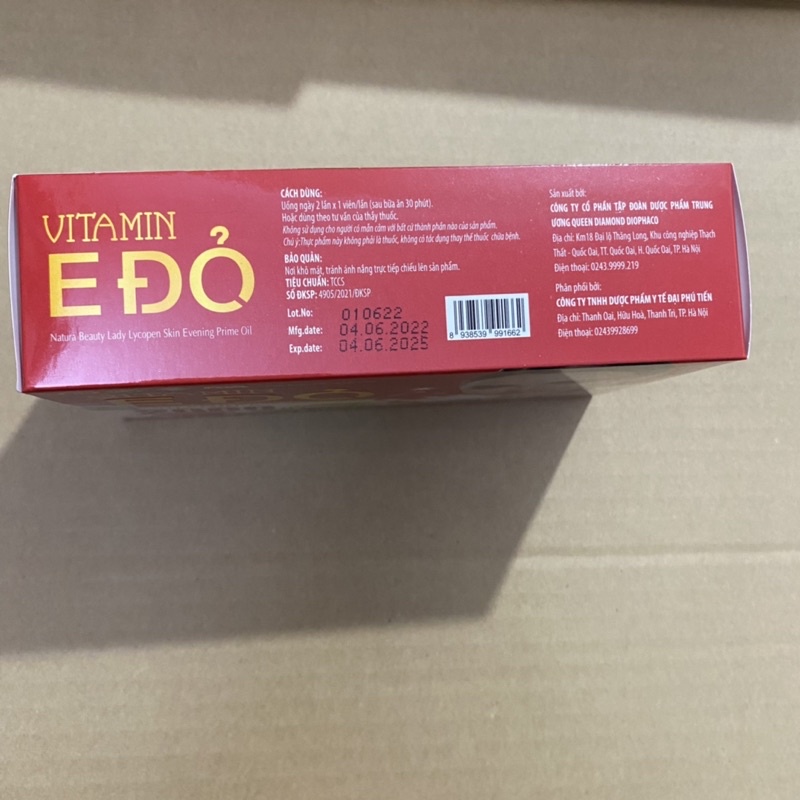 VITAMIN
E ĐỎ
Natura Beauty Lady Lycopen Skin Evening Prime Oil
CÁCH DÙNG:
Uống ngày 2 lần x 1 viên/lần (sau bữa ăn 30 phút).
Hoặc dùng theo tư vấn của thầy thuốc.
Không sử dụng cho người có mẫn cảm với bất cứ thành phần nào của sản phẩm.
Chú ý: Thực phẩm này không phải là thuốc, không có tác dụng thay thế thuốc chữa bệnh.
BẢO QUẢN:
Nơi khô mát, tránh ánh nắng trực tiếp chiếu lên sản phẩm.
TIÊU CHUẨN: TCCS
SỐ ĐKSP: 4905/2021/ĐKSP
Lot.No: 010622
Mfg.date: 04.06.2022
Exp.date: 04.06.2025
8 938539 991662
Sản xuất bởi:
CÔNG TY CỔ PHẦN TẬP ĐOÀN DƯỢC PHẨM TRUNG
ƯƠNG QUEEN DIAMOND DIOPHACO
Địa chỉ: Km18 Đại lộ Thăng Long, Khu công nghiệp Thạch
Thất - Quốc Oai, TT. Quốc Oai, H. Quốc Oai, TP. Hà Nội
Điện thoại: 0243.9999.219
Phân phối bởi:
CÔNG TY TNHH DƯỢC PHẨM Y TẾ ĐẠI PHÚ TIẾN
Địa chỉ: Thanh Oai, Hữu Hoà, Thanh Trì, TP. Hà Nội
Điện thoại: 02439928699
E ĐỎ